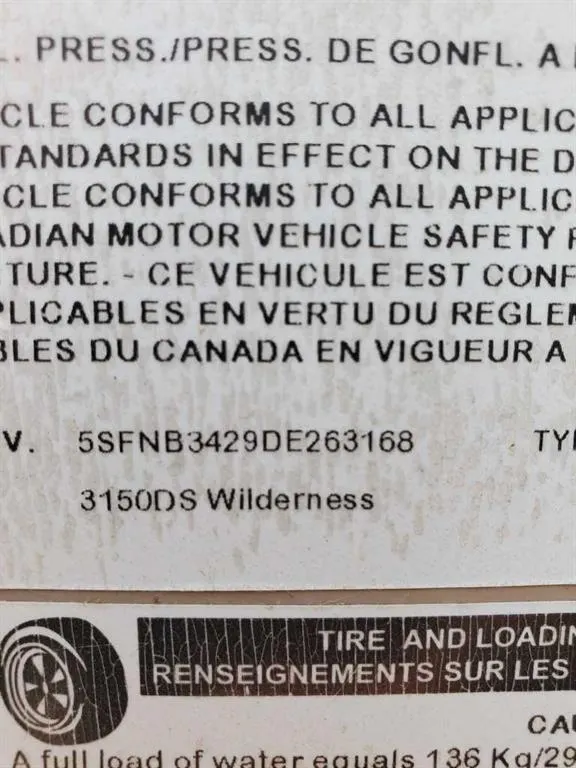 . PRESS./PRESS. DE GONFL. A
CLE CONFORMS TO ALL APPLIC
TANDARDS IN EFFECT ON THE D
CLE CONFORMS TO ALL APPLIC
ADIAN MOTOR VEHICLE SAFETY
TURE. - CE VEHICULE EST CONF
PLICABLES EN VERTU DU REGLEM
BLES DU CANADA EN VIGUEUR A
V. 5SFNB3429DE263168 TYP
3150DS Wilderness
TIRE AND LOADIN
RENSEIGNEMENTS SUR LES
CAU
A full load of water equals 136 Kg/29